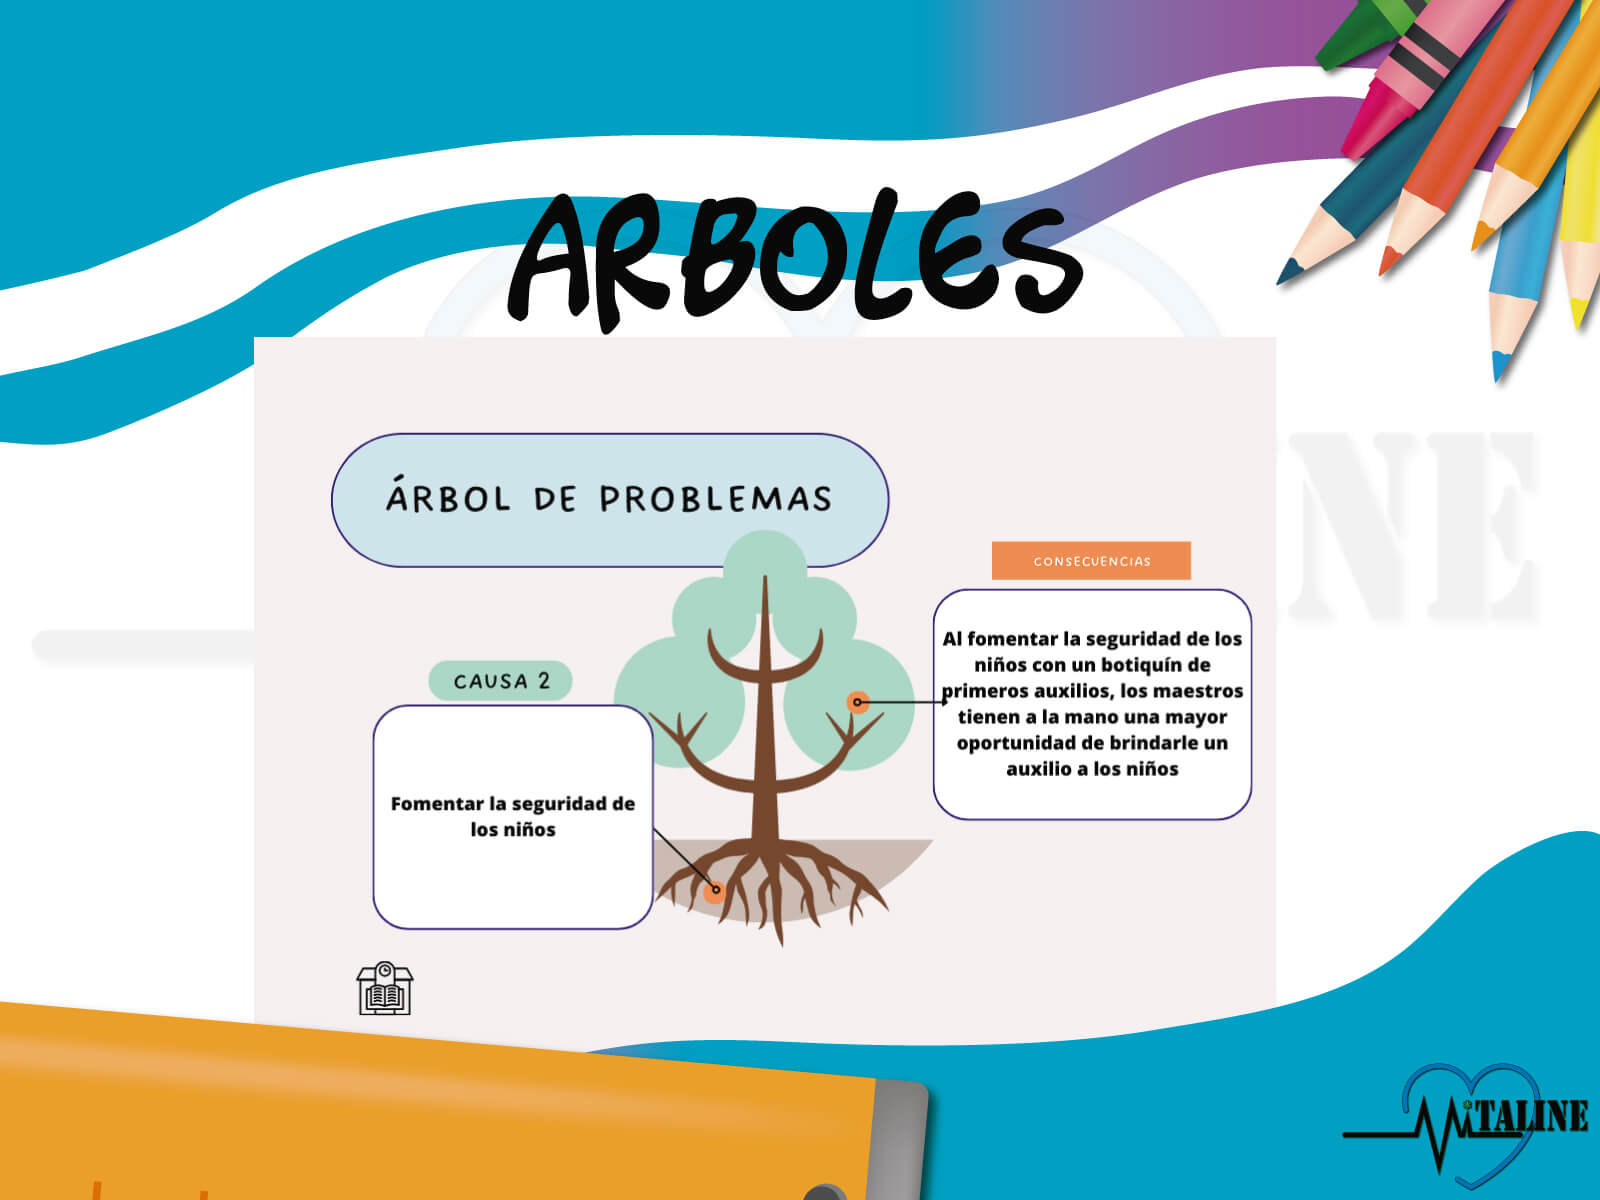 ARBOLES
ÁRBOL DE PROBLEMAS
CONSECUENCIAS
Al fomentar la seguridad de los
niños con un botiquín de
primeros auxilios, los maestros
tienen a la mano una mayor
oportunidad de brindarle un
auxilio a los niños
CAUSA 2
Fomentar la seguridad de
los niños
NE
ViTALINE